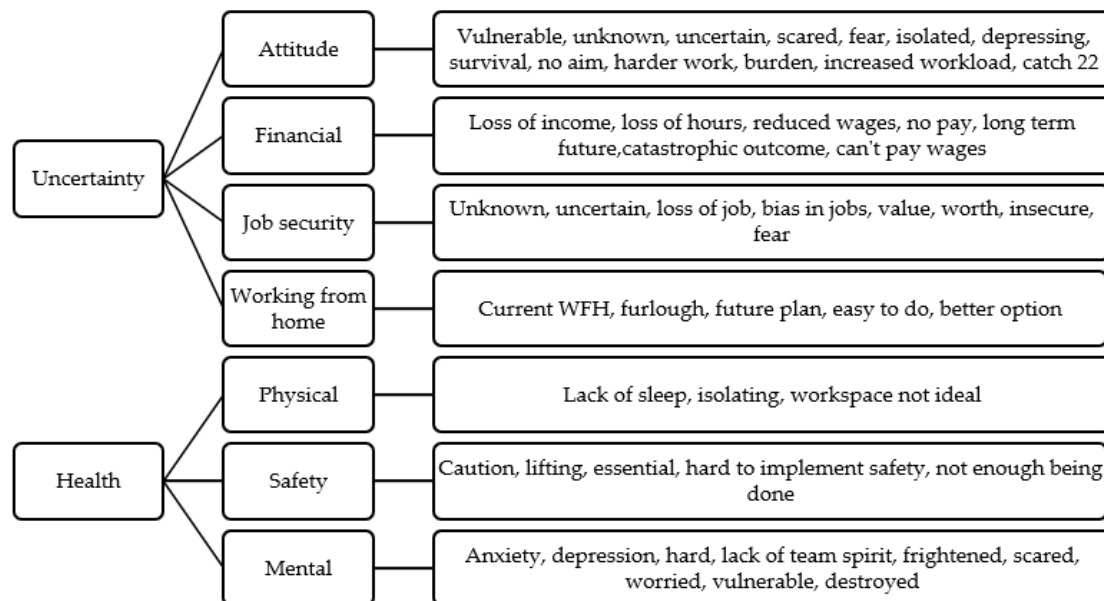 Uncertainty
Attitude
Vulnerable, unknown, uncertain, scared, fear, isolated, depressing,
survival, no aim, harder work, burden, increased workload, catch 22
Financial
Loss of income, loss of hours, reduced wages, no pay, long term
future,catastrophic outcome, can't pay wages
Job security
Unknown, uncertain, loss of job, bias in jobs, value, worth, insecure,
fear
Working from
home
Current WFH, furlough, future plan, easy to do, better option
Health
Physical
Lack of sleep, isolating, workspace not ideal
Safety
Caution, lifting, essential, hard to implement safety, not enough being
done
Mental
Anxiety, depression, hard, lack of team spirit, frightened, scared,
worried, vulnerable, destroyed